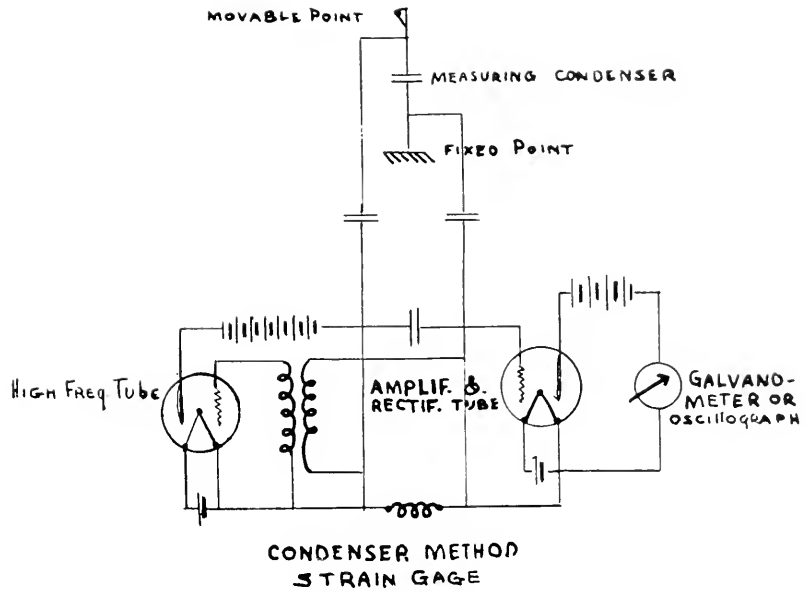 MOVABLE POINT
MEASURING CONDENSER
FIXED POINT
HIGH FREQ. TUBE
AMPLIF. &
RECTIF. TUBE
GALVANO-
METER OR
OSCILLOGRAPH
CONDENSER METHOD
STRAIN GAGE